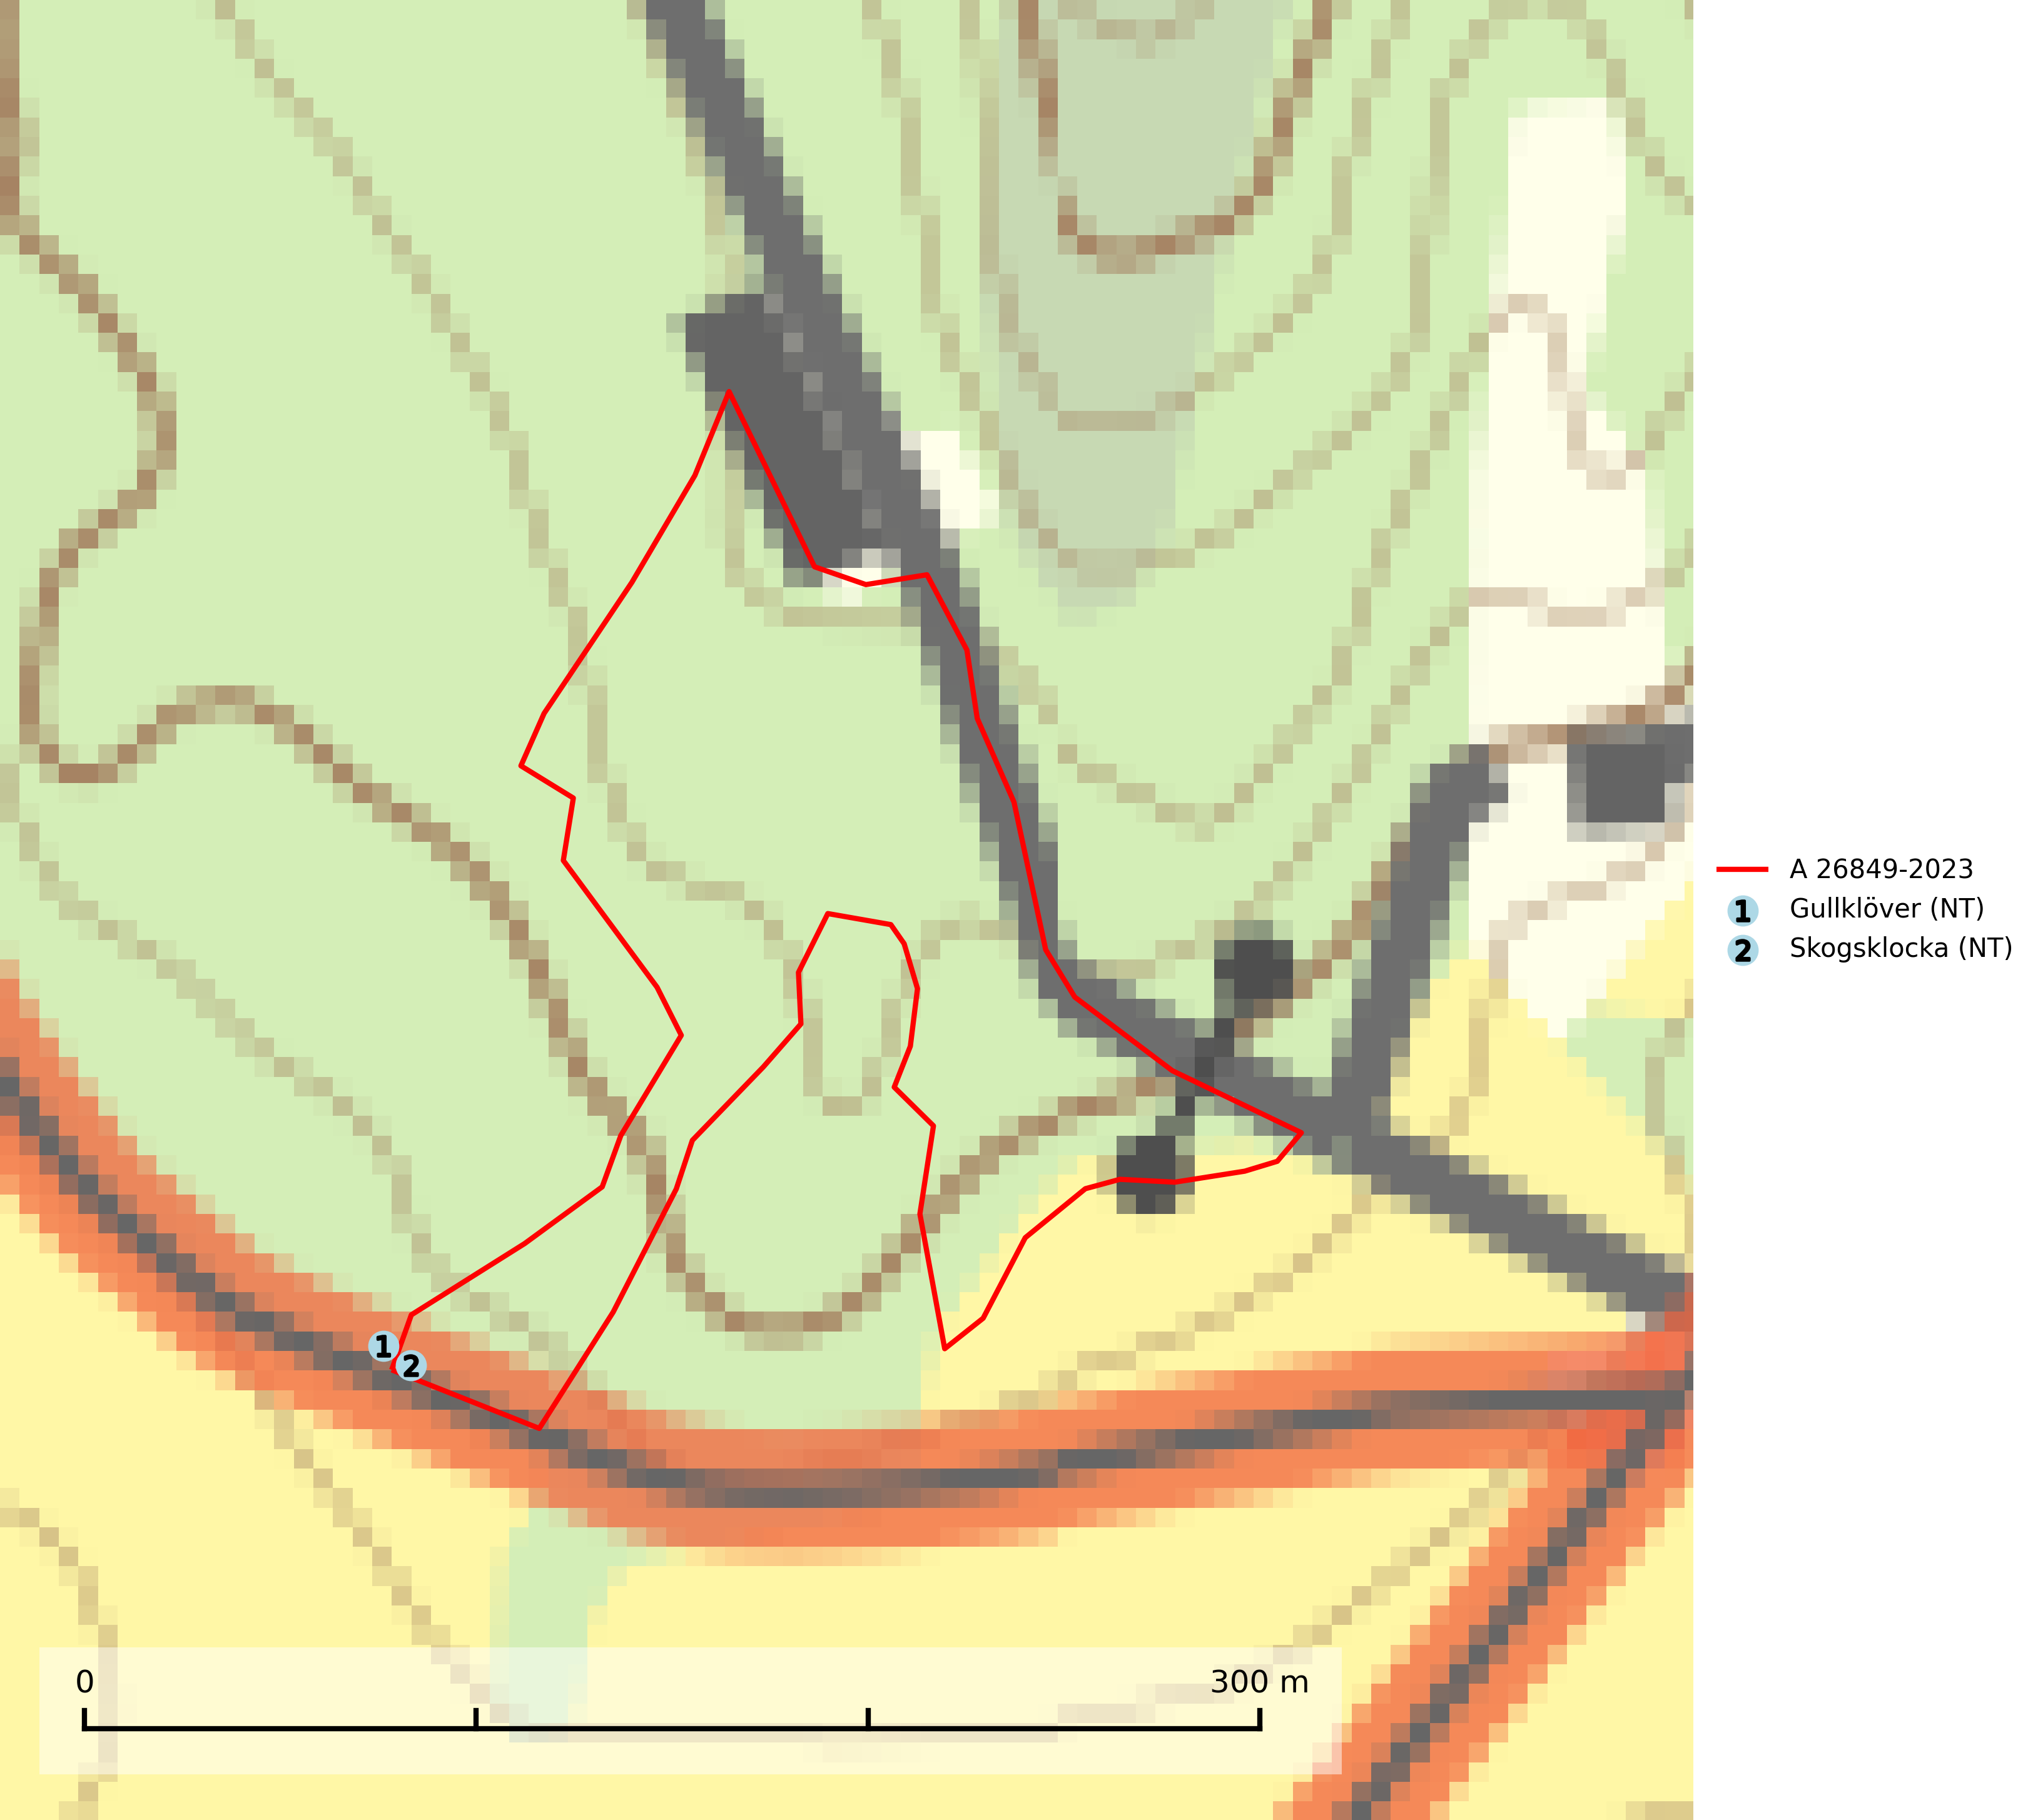 A 26849-2023
1 Gullklöver (NT)
2 Skogsklocka (NT)
1
2
0 300 m